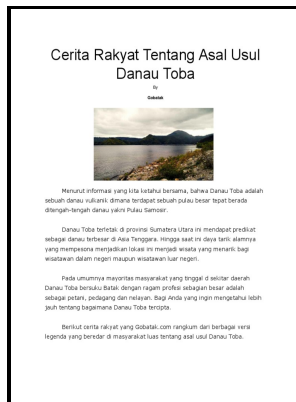 Cerita Rakyat Tentang Asal Usul
Danau Toba
By
Gobatak
Menurut informasi yang kita ketahui bersama, bahwa Danau Toba adalah
sebuah danau vulkanik dimana terdapat sebuah pulau besar tepat berada
ditengah-tengah danau yakni Pulau Samosir.
Danau Toba terletak di provinsi Sumatera Utara ini mendapat predikat
sebagai danau terbesar di Asia Tenggara. Hingga saat ini daya tarik alamnya
yang mempesona menjadikan lokasi ini menjadi wisata yang menarik bagi
wisatawan dalam negeri maupun wisatawan luar negeri.
Pada umumnya mayoritas masyarakat yang tinggal d sekitar daerah
Danau Toba bersuku Batak dengan ragam profesi sebagian besar adalah
sebagai petani, pedagang dan nelayan. Bagi Anda yang ingin mengetahui lebih
jauh tentang bagaimana Danau Toba tercipta.
Berikut cerita rakyat yang Gobatak.com rangkum dari berbagai versi
legenda yang beredar di masyarakat luas tentang asal usul Danau Toba.